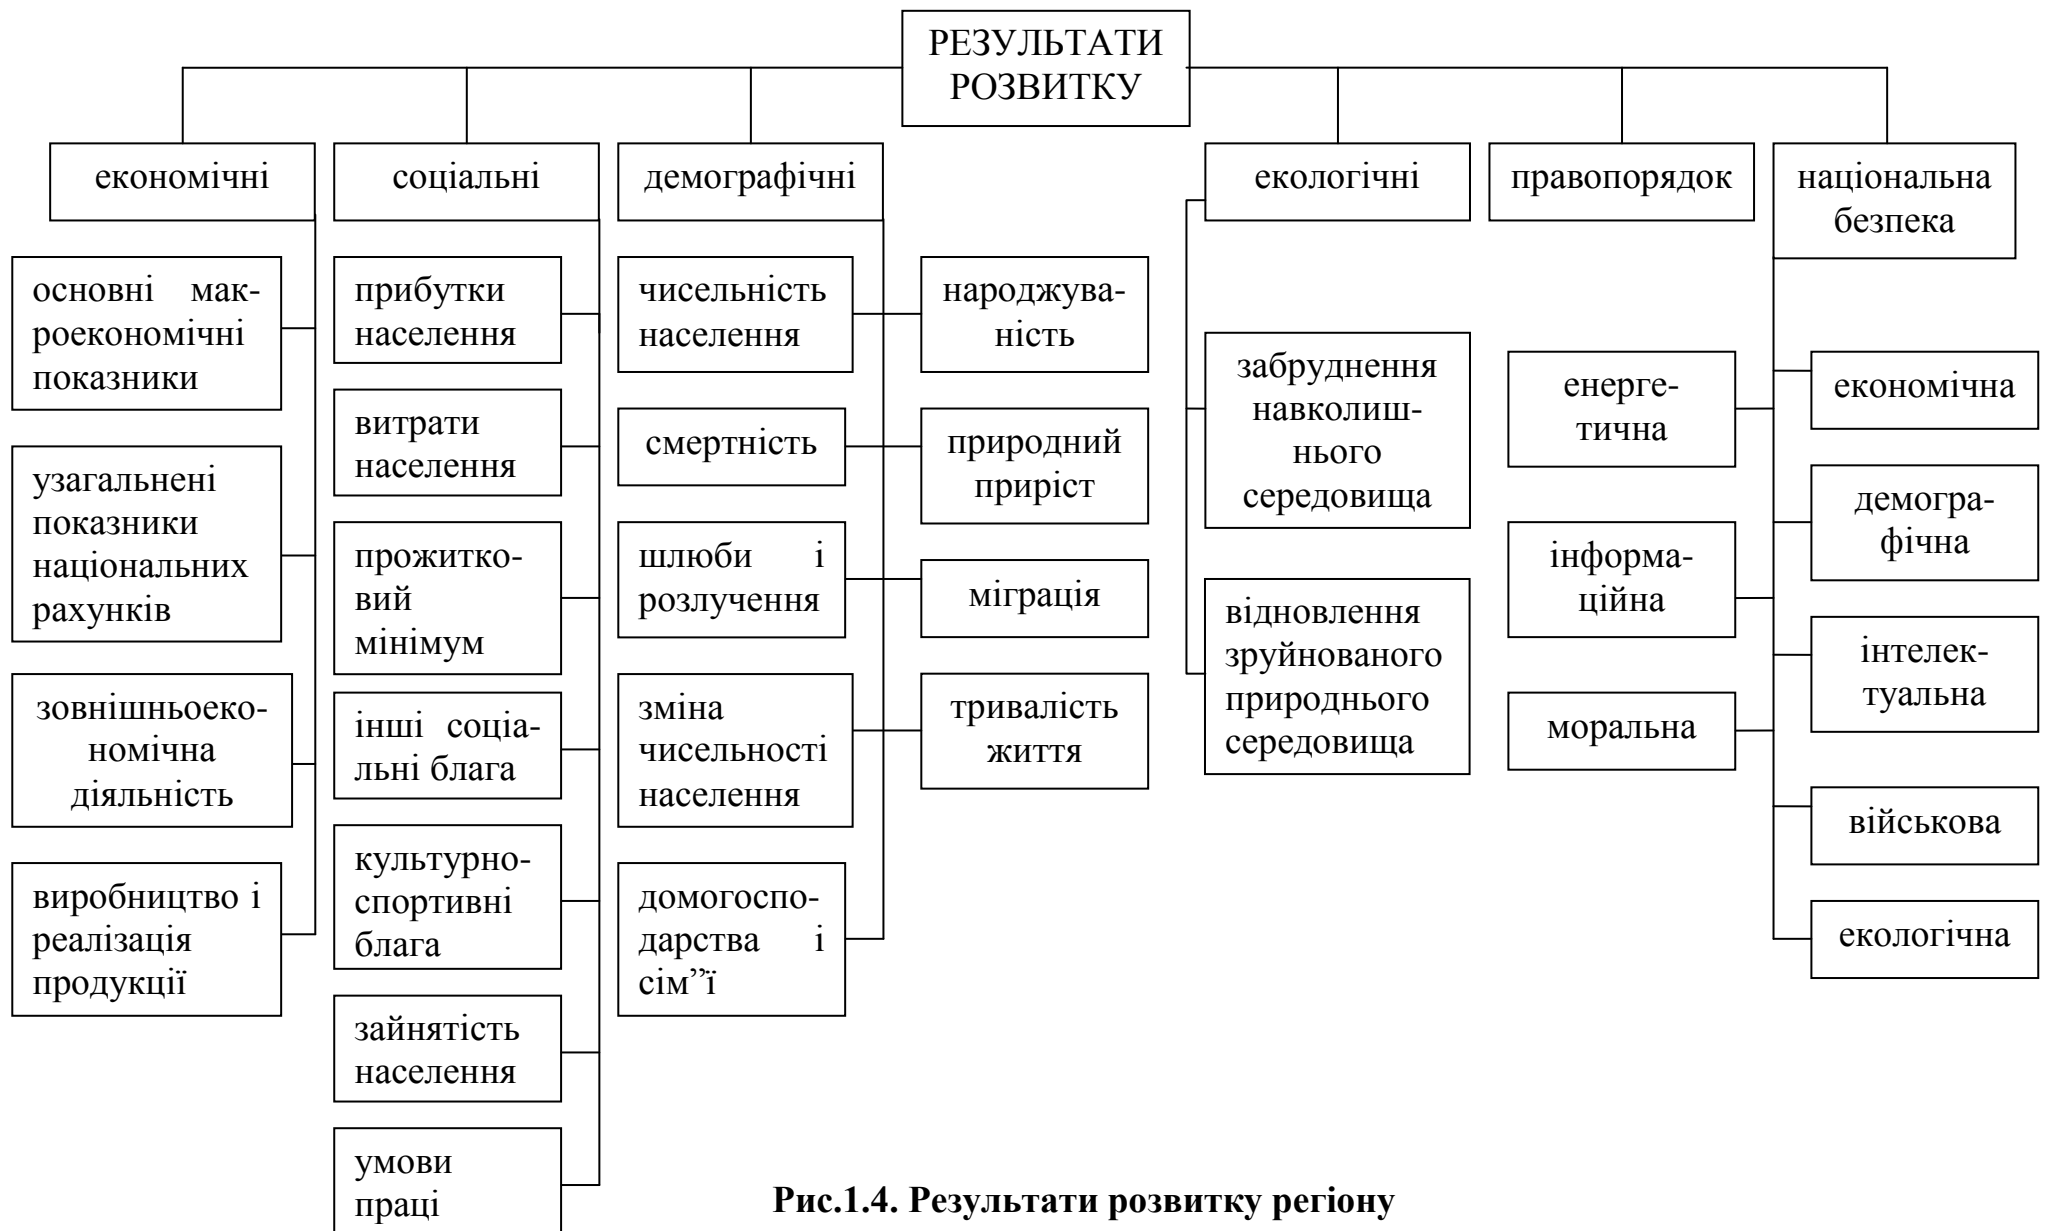 РЕЗУЛЬТАТИ
РОЗВИТКУ
економічні
соціальні
демографічні
екологічні
правопорядок
національна
безпека
основні мак-
роекономічні
показники
узагальнені
показники
національних
рахунків
зовнішньоеко-
номічна
діяльність
виробництво і
реалізація
продукції
прибутки
населення
витрати
населення
прожитко-
вий
мінімум
інші соціа-
льні блага
культурно-
спортивні
блага
зайнятість
населення
умови
праці
чисельність
населення
смертність
шлюби і
розлучення
зміна
чисельності
населення
домогоспо-
дарства і
сім”ї
народжува-
ність
природний
приріст
міграція
тривалість
життя
забруднення
навколиш-
нього
середовища
відновлення
зруйнованого
природнього
середовища
енерге-
тична
інформа-
ційна
моральна
економічна
демогра-
фічна
інтелек-
туальна
військова
екологічна
Рис.1.4. Результати розвитку регіону